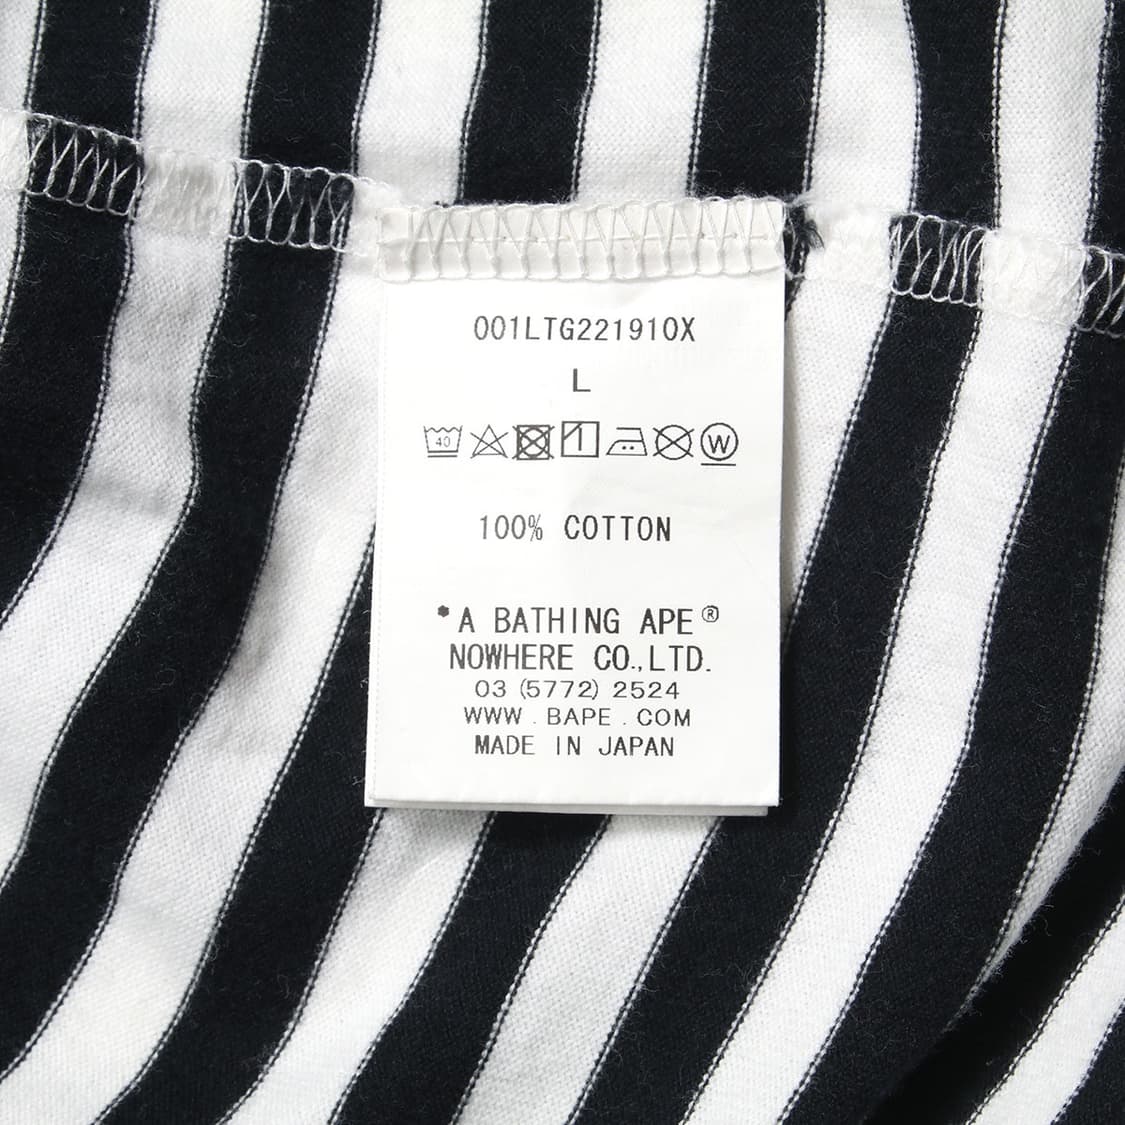 001LTG221910X
L
40 W
100% COTTON
*A BATHING APE®
NOWHERE CO.,LTD.
03 (5772) 2524
WWW . BAPE . COM
MADE IN JAPAN